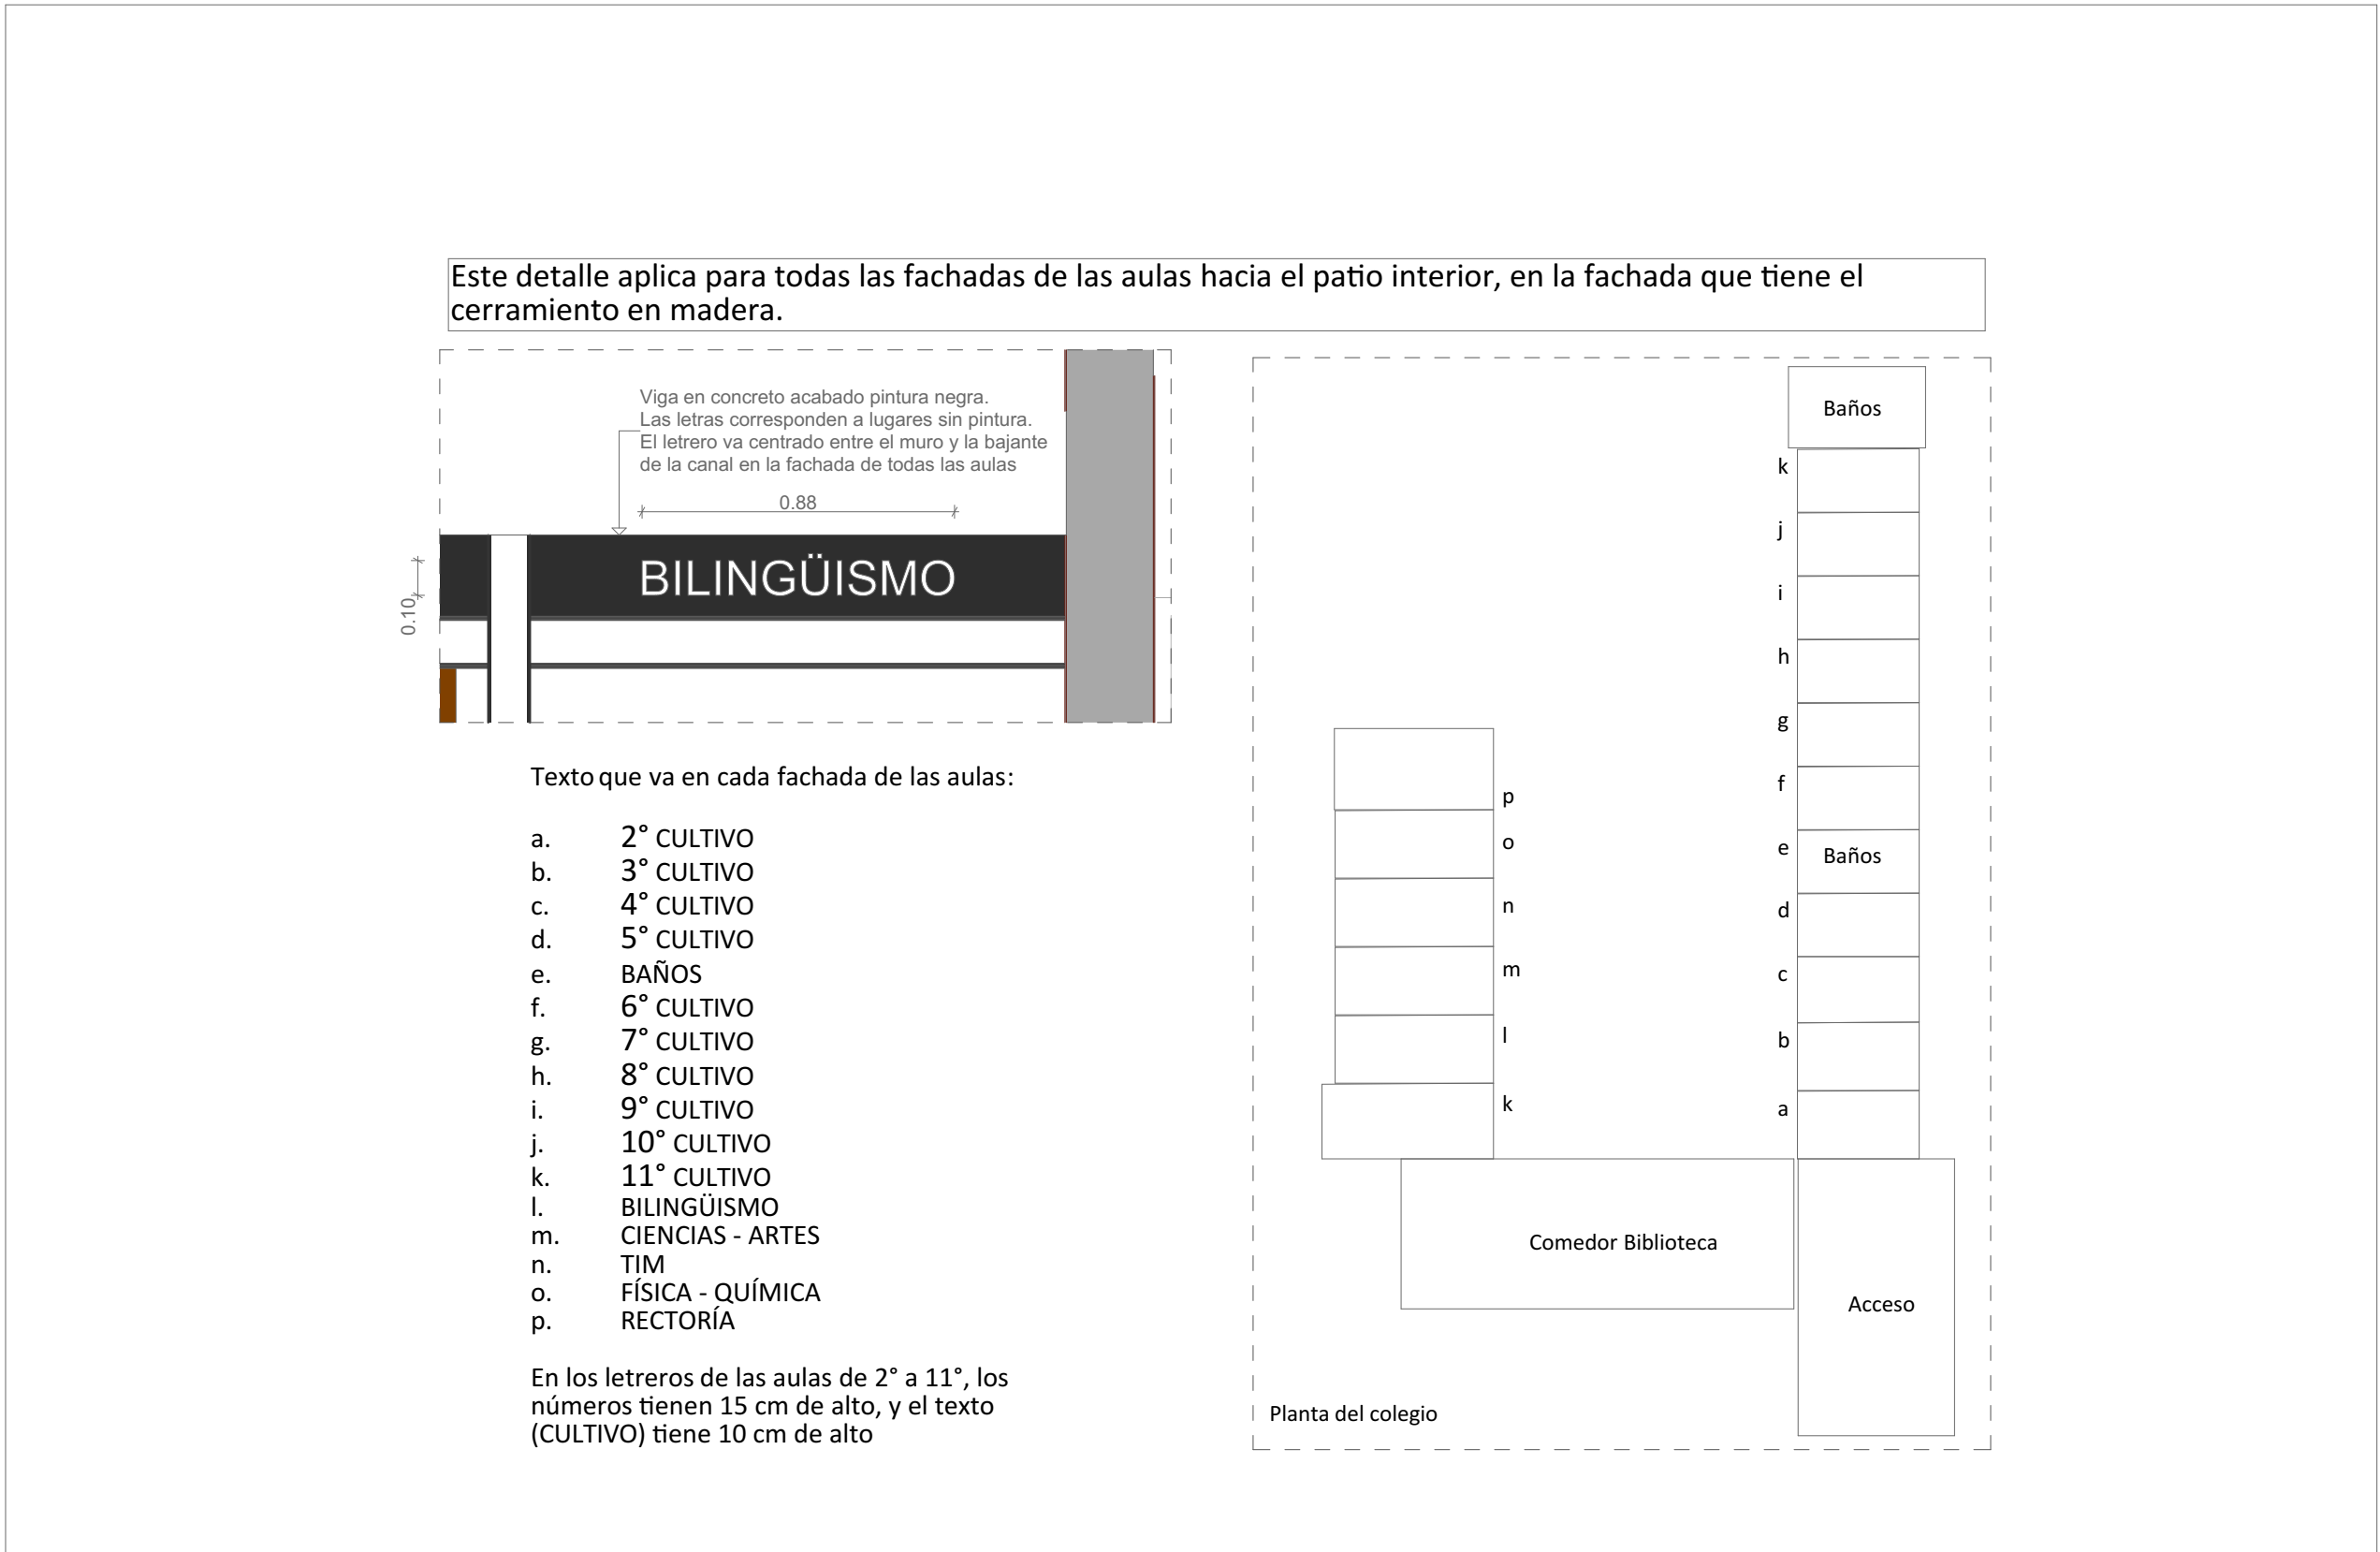 Este detalle aplica para todas las fachadas de las aulas hacia el patio interior, en la fachada que tiene el
cerramiento en madera.
Viga en concreto acabado pintura negra.
Las letras corresponden a lugares sin pintura.
El letrero va centrado entre el muro y la bajante
de la canal en la fachada de todas las aulas
0.88
BILINGÜISMO
0.10
Texto que va en cada fachada de las aulas:
a. 2° CULTIVO
b. 3° CULTIVO
c. 4° CULTIVO
d. 5° CULTIVO
e. BAÑOS
f. 6° CULTIVO
g. 7° CULTIVO
h. 8° CULTIVO
i. 9° CULTIVO
j. 10° CULTIVO
k. 11° CULTIVO
l. BILINGÜISMO
m. CIENCIAS - ARTES
n. TIM
o. FÍSICA - QUÍMICA
p. RECTORÍA
En los letreros de las aulas de 2° a 11°, los
números tienen 15 cm de alto, y el texto
(CULTIVO) tiene 10 cm de alto
Baños
k
j
i
h
g
f
e Baños
d
c
b
a
p
o
n
m
l
k
Comedor Biblioteca
Acceso
Planta del colegio